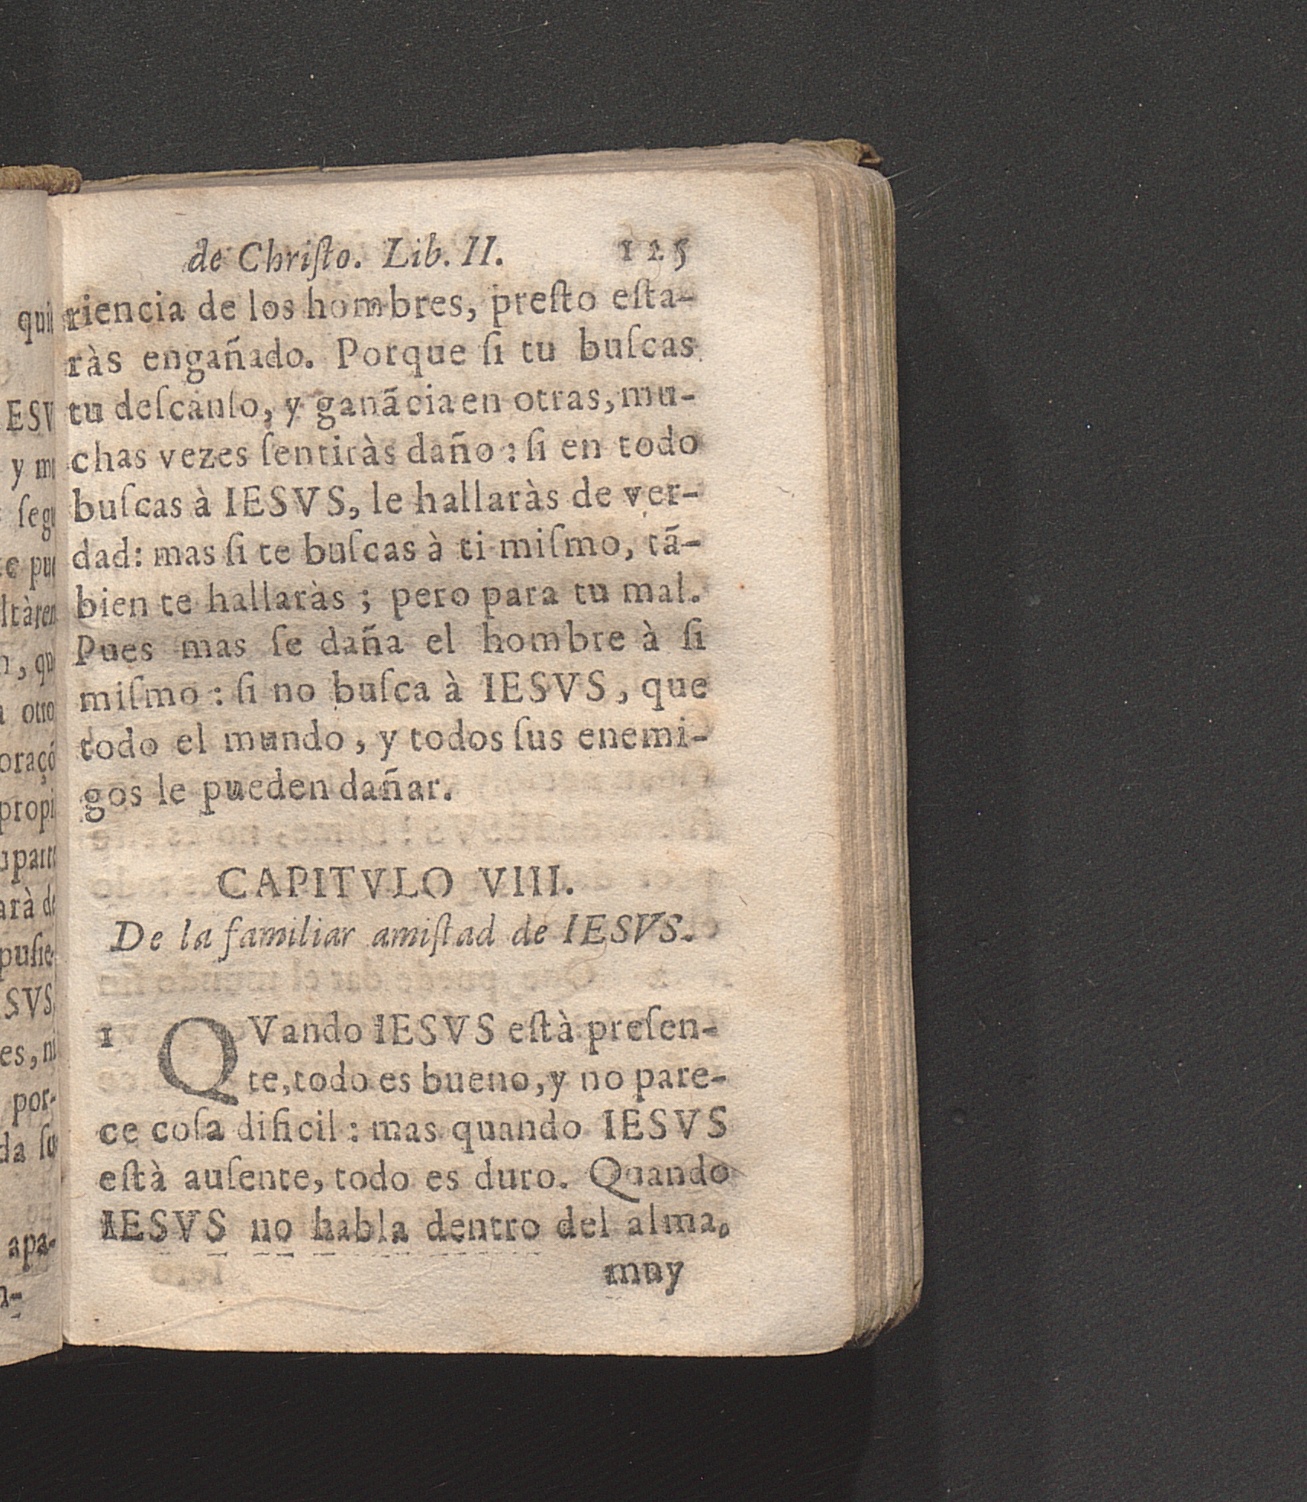 de Chriſto. Lib. II. 125
riencia de los hombres, preſto eſta-
ràs engañado. Porque ſi tu buſcas
tu deſcanſo, y ganãcia en otras, mu-
chas vezes ſentiràs daño: ſi en todo
buſcas à IESVS, le hallaràs de ver-
dad: mas ſi te buſcas à ti miſmo, tã-
bien te hallaràs; pero para tu mal.
Pues mas ſe daña el hombre à ſi
miſmo: ſi no buſca à IESVS, que
todo el mundo, y todos ſus enemi-
gos le pueden dañar.
CAPITVLO VIII.
De la familiar amiſtad de IESVS.
1 QVando IESVS eſtà preſen-
te, todo es bueno, y no pare-
ce coſa dificil: mas quando IESVS
eſtà auſente, todo es duro. Quando
IESVS no habla dentro del alma,
muy